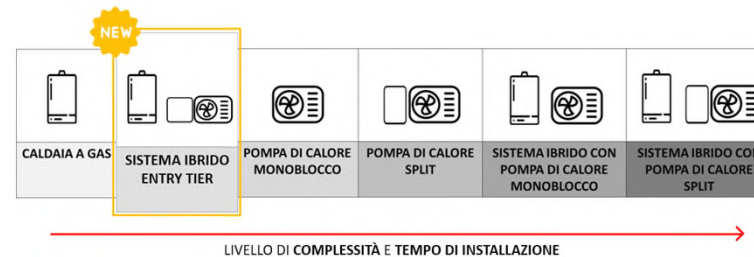 NEW
CALDAIA A GAS
SISTEMA IBRIDO
ENTRY TIER
POMPA DI CALORE
MONOBLOCCO
POMPA DI CALORE
SPLIT
SISTEMA IBRIDO CON
POMPA DI CALORE
MONOBLOCCO
SISTEMA IBRIDO CON
POMPA DI CALORE
SPLIT
LIVELLO DI COMPLESSITÀ E TEMPO DI INSTALLAZIONE